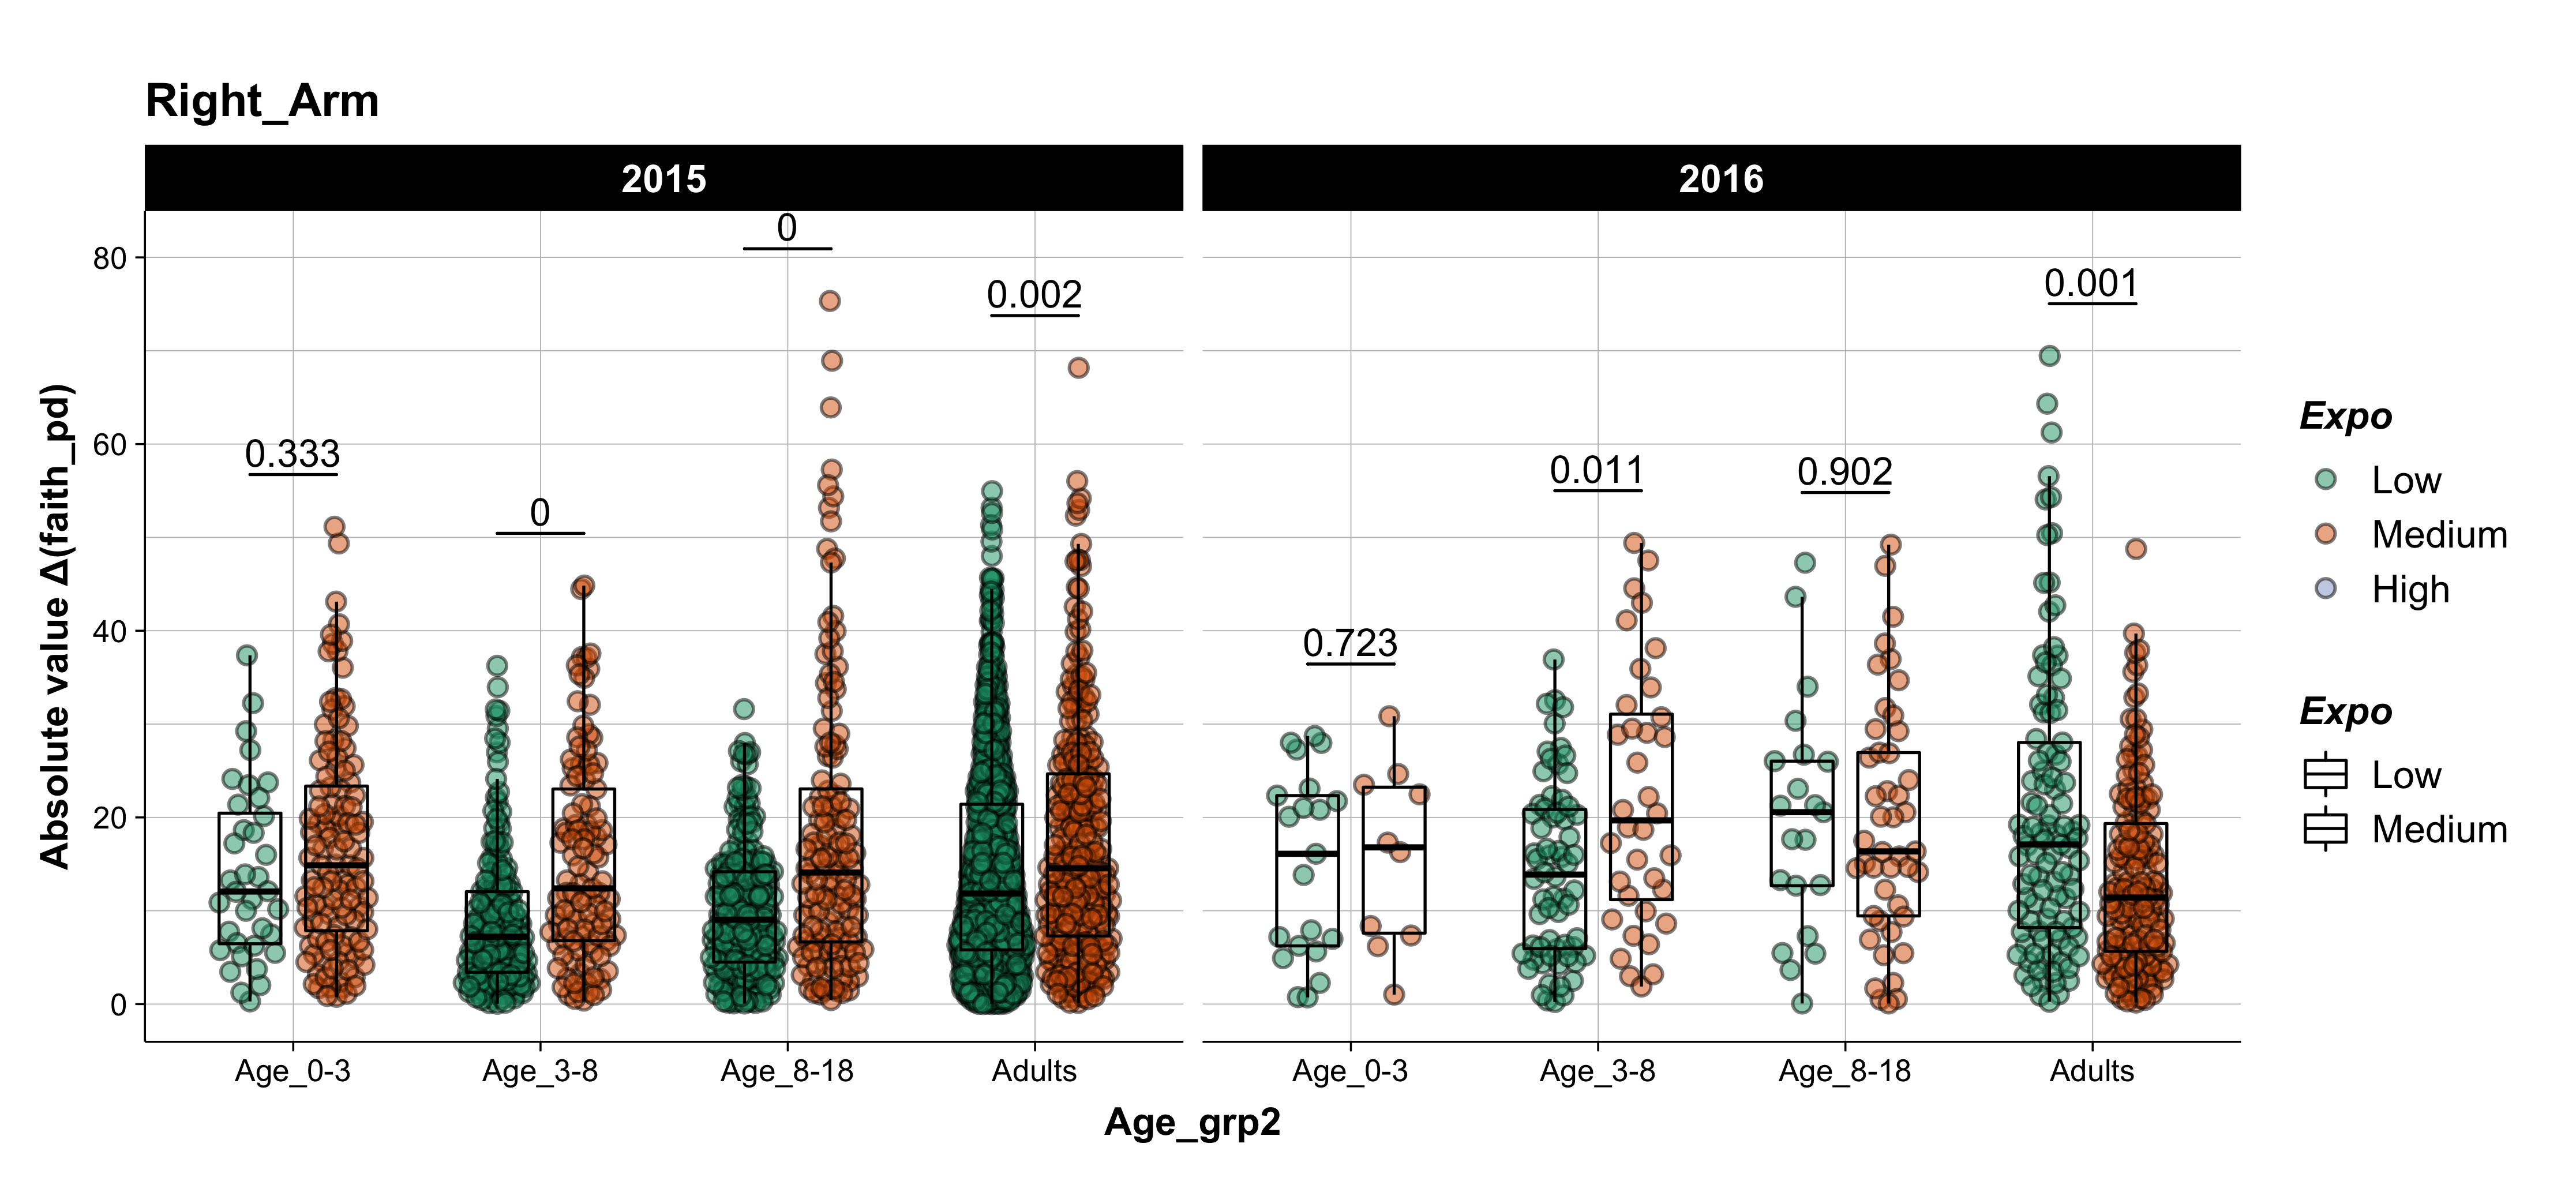 Right_Arm
2015
2016
Absolute value Δ(faith_pd)
80
60
40
20
0
0.333
0
0
0.002
0.723
0.011
0.902
0.001
Age_0-3
Age_3-8
Age_8-18
Adults
Age_0-3
Age_3-8
Age_8-18
Adults
Age_grp2
Expo
Low
Medium
High
Expo
Low
Medium